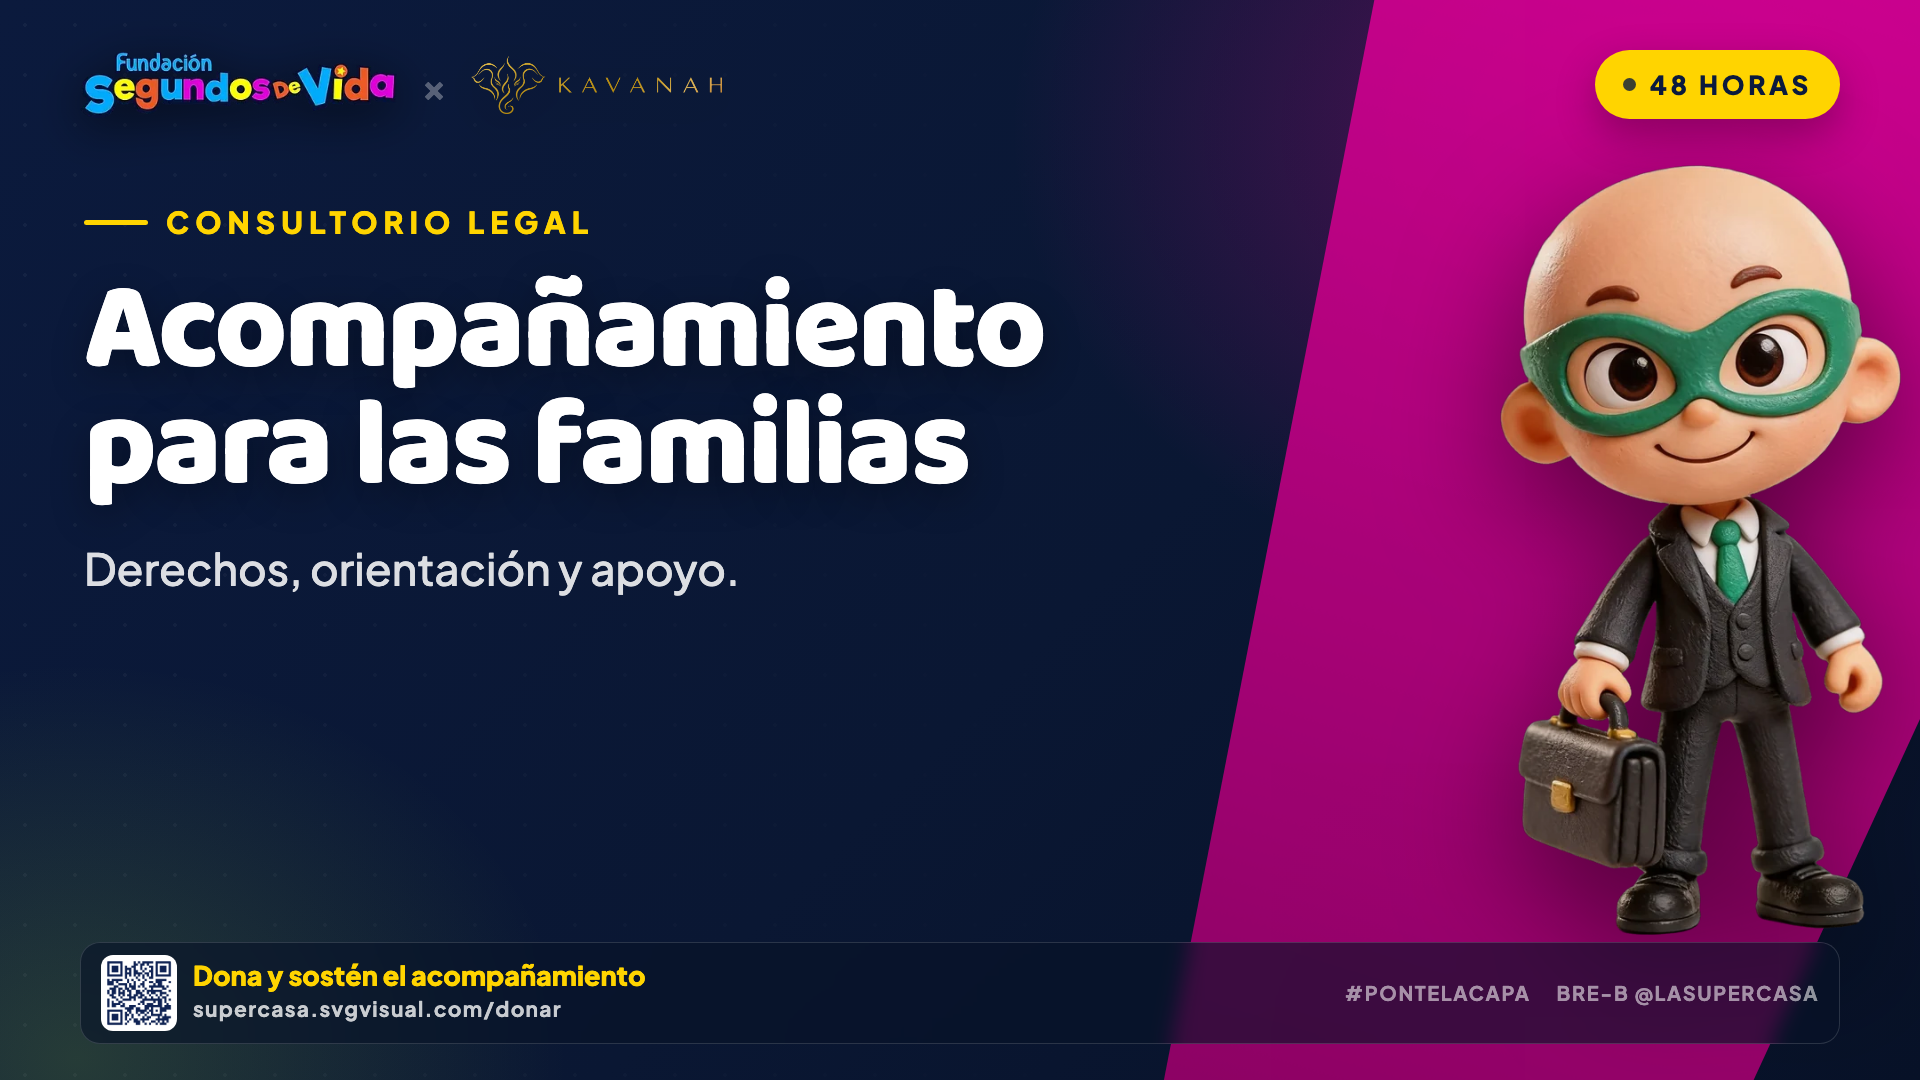 Fundación
Segundos DE Vida × KAVANAH
48 HORAS
CONSULTORIO LEGAL
Acompañamiento
para las familias
Derechos, orientación y apoyo.
Dona y sostén el acompañamiento
supercasa.svgvisual.com/donar
#PONTELACAPA BRE-B @LASUPERCASA